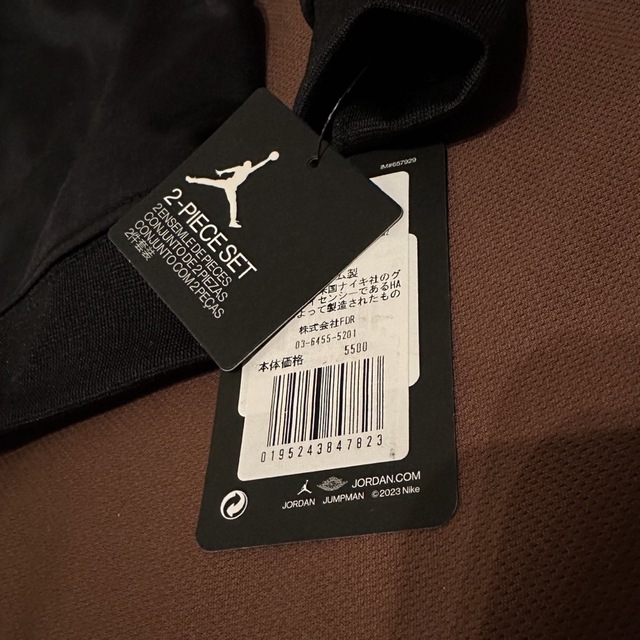 2-PIECE SET
2 ENSEMBLE DE PIECES
CONJUNTO DE 2 PIEZAS
CONJUNTO COM 2 PEÇAS
2件套装
IM#657929
ム製
米国ナイキ社のグ
イセンシーであるHA
よって製造されたもの
株式会社FDR
03-6455-5201
本体価格 5500
0195243847823
JORDAN.COM
JORDAN JUMPMAN ©2023 Nike